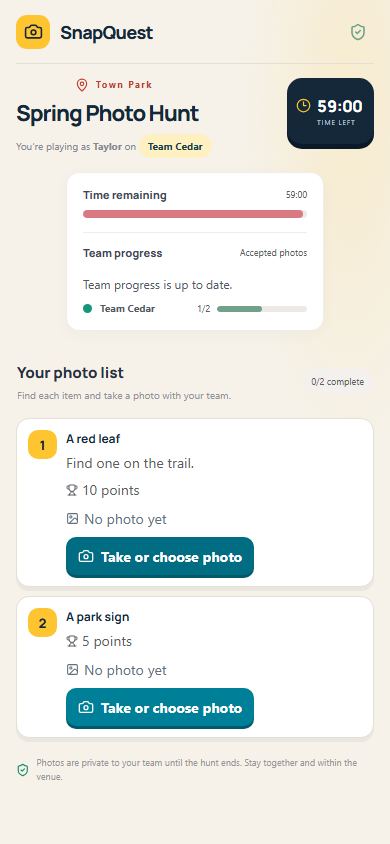 SnapQuest
Town Park
Spring Photo Hunt
You're playing as Taylor on Team Cedar
59:00
TIME LEFT
Time remaining 59:00
Team progress Accepted photos
Team progress is up to date.
Team Cedar 1/2
Your photo list
0/2 complete
Find each item and take a photo with your team.
1 A red leaf
Find one on the trail.
10 points
No photo yet
Take or choose photo
2 A park sign
5 points
No photo yet
Take or choose photo
Photos are private to your team until the hunt ends. Stay together and within the
venue.